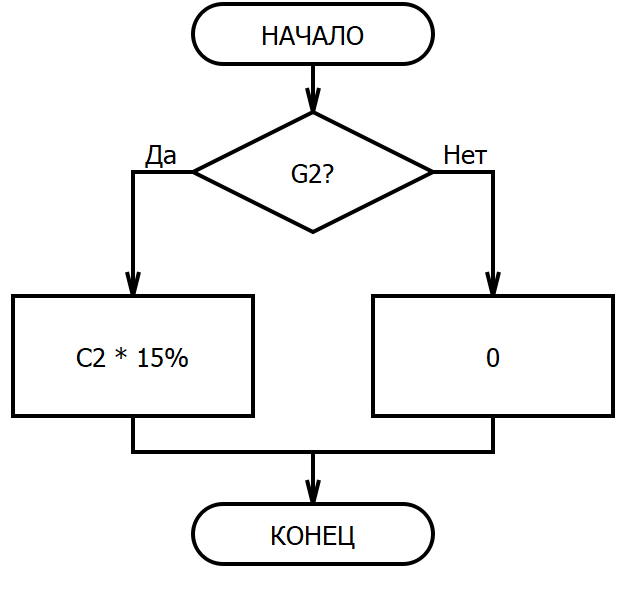 НАЧАЛО
Да
Нет
G2?
C2 * 15%
0
КОНЕЦ